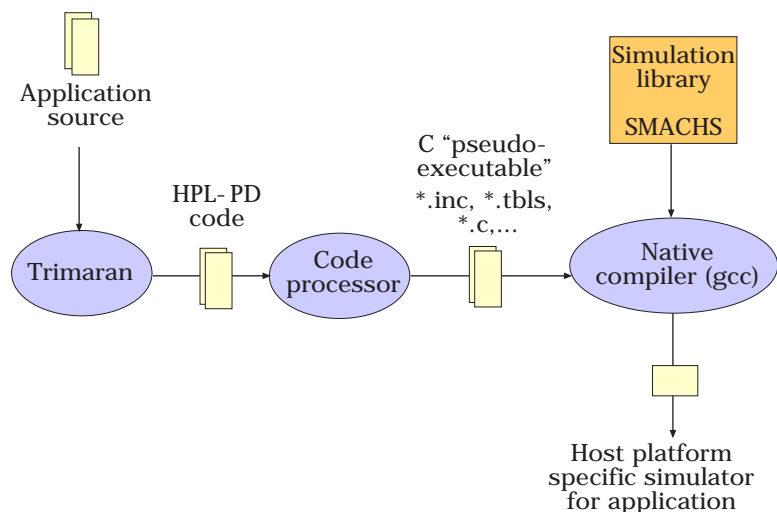 Application
source
Simulation
library
SMACHS
C “pseudo-
executable”
*.inc, *.tbls,
*.c,...
HPL-PD
code
Trimaran
Code
processor
Native
compiler (gcc)
Host platform
specific simulator
for application